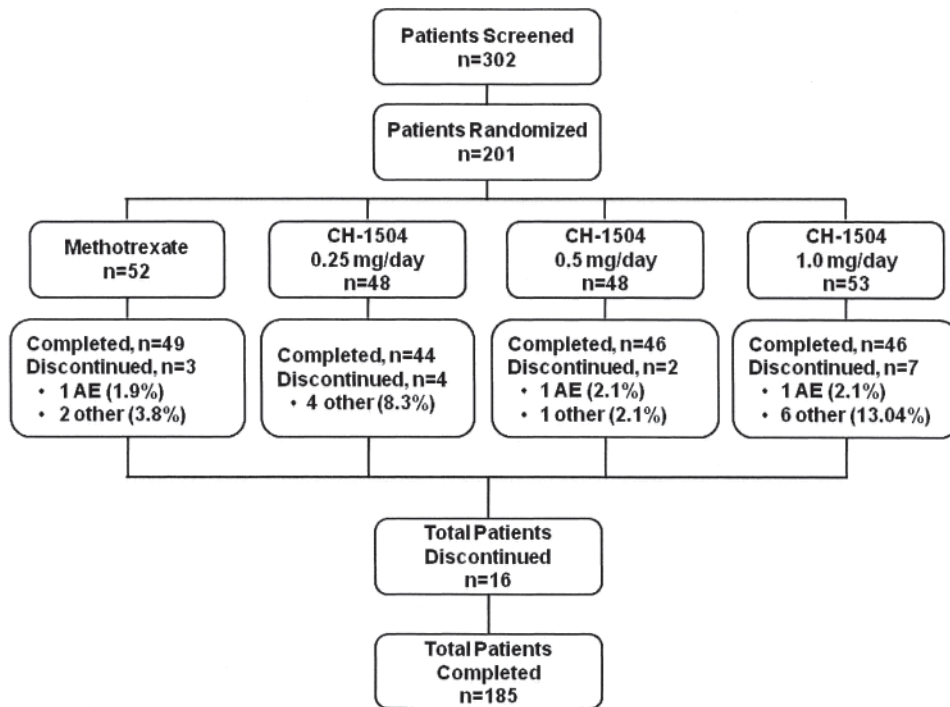 Patients Screened
n=302
Patients Randomized
n=201
Methotrexate
n=52
CH-1504
0.25 mg/day
n=48
CH-1504
0.5 mg/day
n=48
CH-1504
1.0 mg/day
n=53
Completed, n=49
Discontinued, n=3
• 1 AE (1.9%)
• 2 other (3.8%)
Completed, n=44
Discontinued, n=4
• 4 other (8.3%)
Completed, n=46
Discontinued, n=2
• 1 AE (2.1%)
• 1 other (2.1%)
Completed, n=46
Discontinued, n=7
• 1 AE (2.1%)
• 6 other (13.04%)
Total Patients
Discontinued
n=16
Total Patients
Completed
n=185